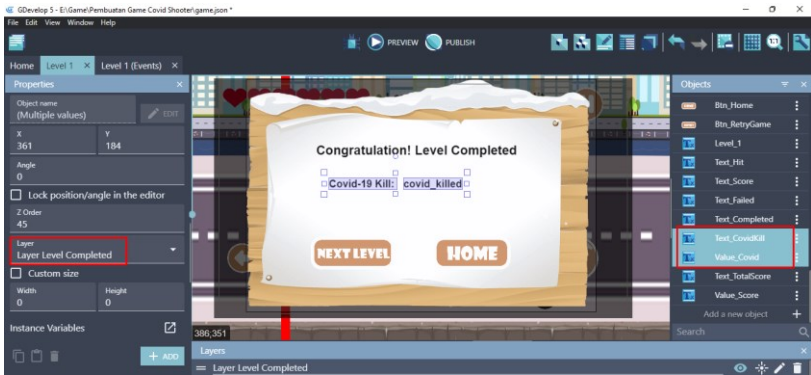 GDevelop 5 - E:\Game\Pembuatan Game Covid Shooter\game.json *
File Edit View Window Help
PREVIEW PUBLISH
Home Level 1 × Level 1 (Events) ×
Properties ×
Object name
(Multiple values)
EDIT
X
361
Y
184
Angle
0
Lock position/angle in the editor
Z Order
45
Layer
Layer Level Completed
Custom size
Width
0
Height
0
Instance Variables
+ ADD
Congratulation! Level Completed
Covid-19 Kill: covid_killed
NEXT LEVEL HOME
386;351
Layers ×
Layer Level Completed
Objects ×
Btn_Home
Btn_RetryGame
Level_1
Text_Hit
Text_Score
Text_Failed
Text_Completed
Text_CovidKill
Value_Covid
Text_TotalScore
Value_Score
Add a new object +
Search